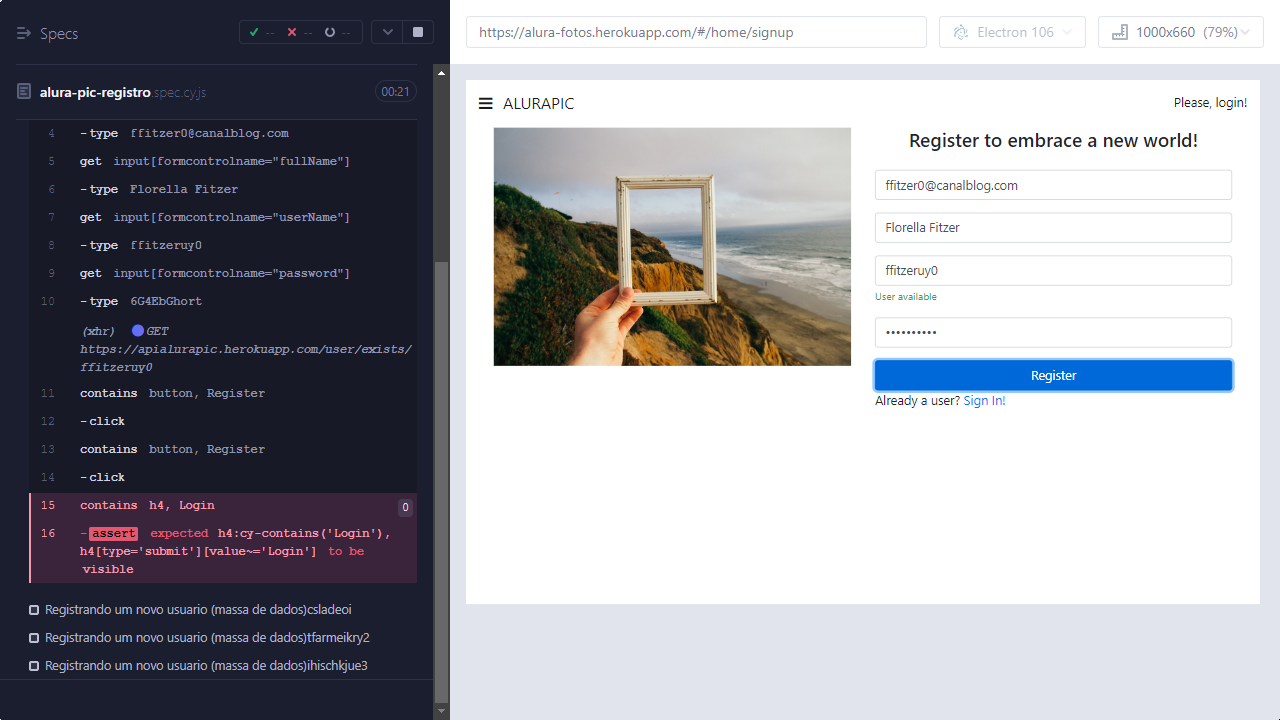 Specs
-- -- --
alura-pic-registro.spec.cy.js
00:21
4 -type ffitzer0@canalblog.com
5 get input[formcontrolname="fullName"]
6 -type Florella Fitzer
7 get input[formcontrolname="userName"]
8 -type ffitzeruy0
9 get input[formcontrolname="password"]
10 -type 6G4EbGhort
(xhr) GET
https://apialurapic.herokuapp.com/user/exists/
ffitzeruy0
11 contains button, Register
12 -click
13 contains button, Register
14 -click
15 contains h4, Login 0
16 -assert expected h4:cy-contains('Login'),
h4[type='submit'][value~='Login'] to be
visible
Registrando um novo usuario (massa de dados)csladeoi
Registrando um novo usuario (massa de dados)tfarmeikry2
Registrando um novo usuario (massa de dados)ihischkjue3
https://alura-fotos.herokuapp.com/#/home/signup
Electron 106
1000x660 (79%)
ALURAPIC
Please, login!
Register to embrace a new world!
ffitzer0@canalblog.com
Florella Fitzer
ffitzeruy0
User available
••••••••••
Register
Already a user? Sign In!